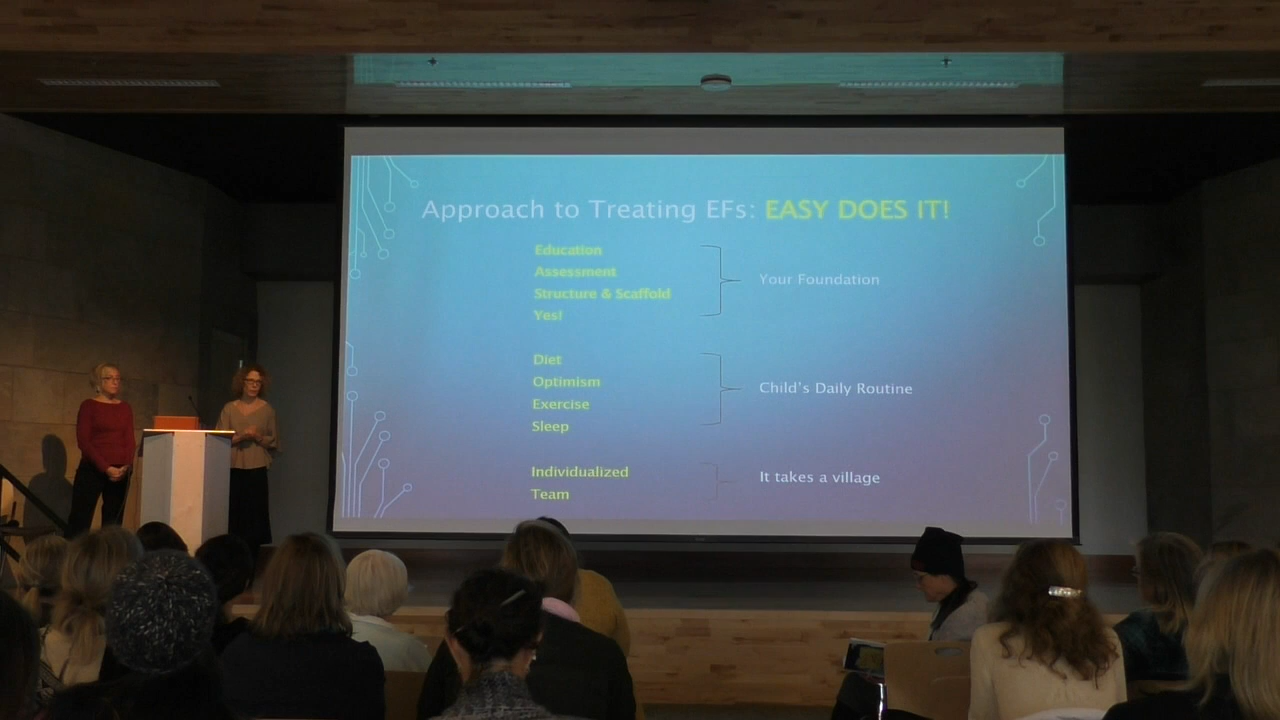 Approach to Treating EFs: EASY DOES IT!
Education
Assessment
Structure & Scaffold
Yes!
Your Foundation
Diet
Optimism
Exercise
Sleep
Child's Daily Routine
Individualized
Team
It takes a village